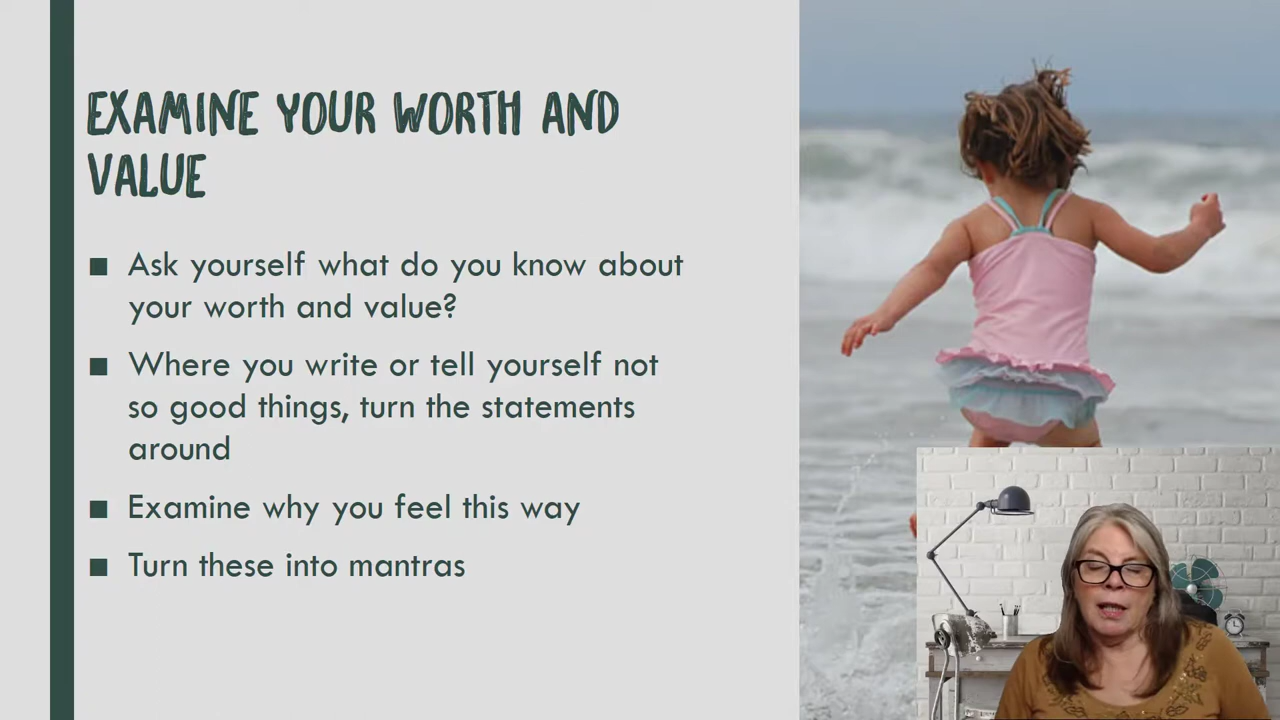 EXAMINE YOUR WORTH AND
VALUE
■ Ask yourself what do you know about
your worth and value?
■ Where you write or tell yourself not
so good things, turn the statements
around
■ Examine why you feel this way
■ Turn these into mantras